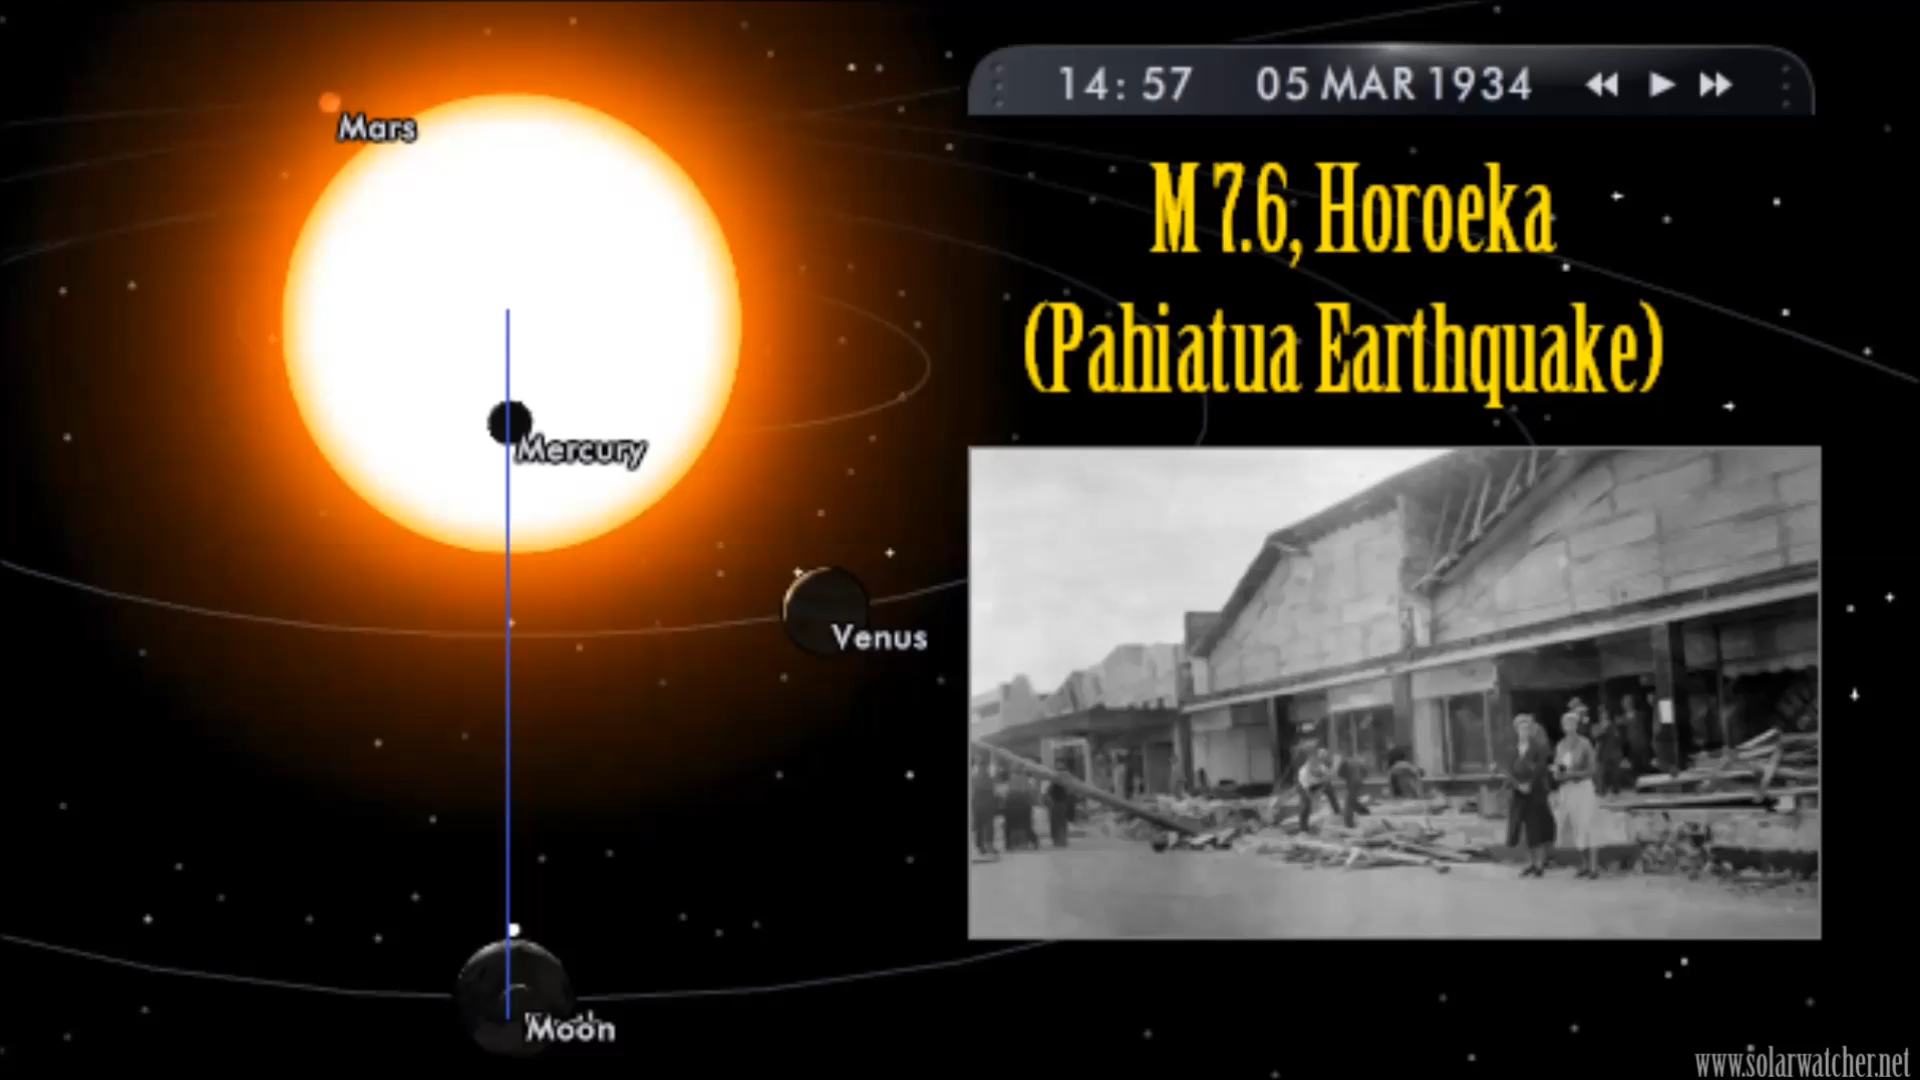 14: 57 05 MAR 1934
Mars
M 7.6, Horoeka
(Pahiatua Earthquake)
Mercury
Venus
Moon
www.solarwatcher.net